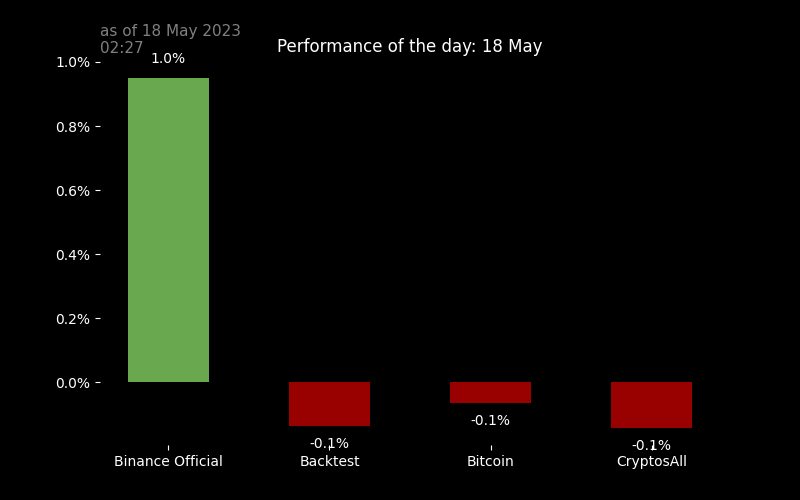 as of 18 May 2023
02:27
Performance of the day: 18 May
1.0%
1.0%
0.8%
0.6%
0.4%
0.2%
0.0%
-0.1%
-0.1%
-0.1%
Binance Official
Backtest
Bitcoin
CryptosAll